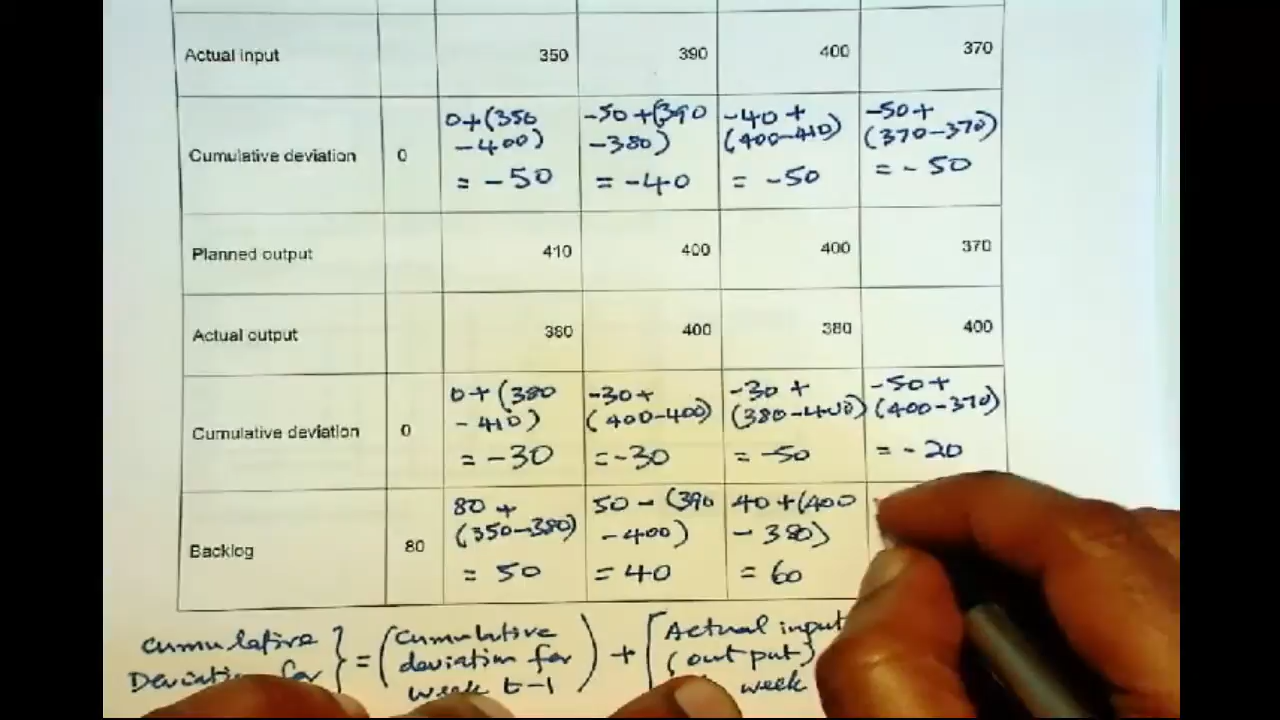 Actual input 350 390 400 370
0+(350 -50+(390 -40+ -50+
-400) -380) (400-410) (370-370)
Cumulative deviation 0
= -50 = -40 = -50 = -50
Planned output 410 400 400 370
Actual output 380 400 380 400
0+(380 -30+ -30+ -50+
-410) (400-400) (380-400) (400-370)
Cumulative deviation 0
= -30 =-30 = -50 = -20
80+ 50-(390 40+(400
(350-380) -400) -380)
Backlog 80
= 50 =40 = 60
Cumulative } = (Cumulative ) + [Actual input
Deviation for deviation for (output)
week t-1 week